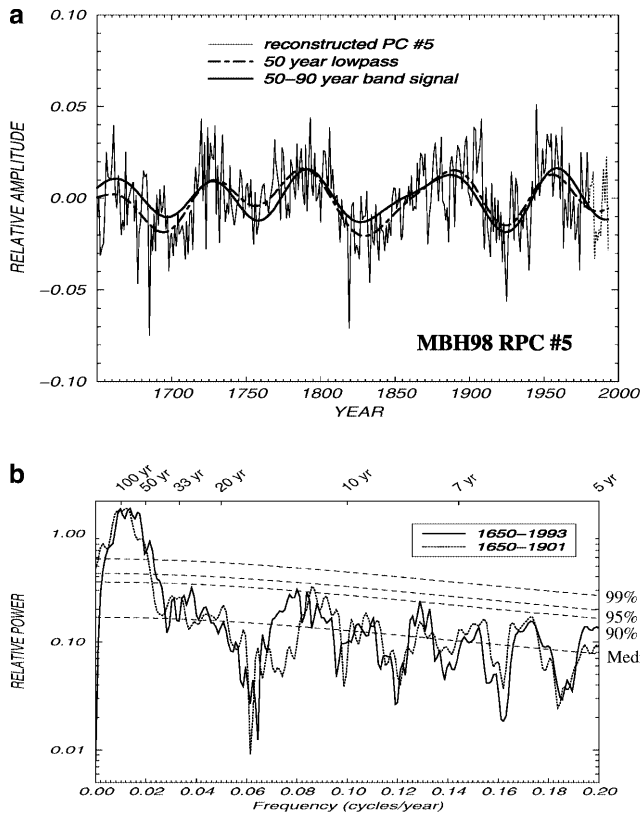 a
reconstructed PC #5
50 year lowpass
50–90 year band signal
RELATIVE AMPLITUDE
0.10
0.05
0.00
−0.05
−0.10
MBH98 RPC #5
1700 1750 1800 1850 1900 1950 2000
YEAR
b
100 yr 50 yr 33 yr 20 yr 10 yr 7 yr 5 yr
1650−1993
1650−1901
RELATIVE POWER
1.00
0.10
0.01
99%
95%
90%
Med
0.00 0.02 0.04 0.06 0.08 0.10 0.12 0.14 0.16 0.18 0.20
Frequency (cycles/year)